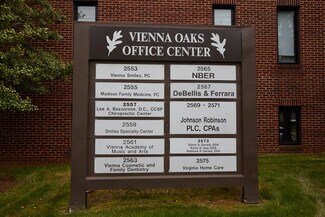 VIENNA OAKS
OFFICE CENTER
2553
Vienna Smiles, PC
2555
Madison Family Medicine, PC
2557
Lee A. Buzzarone, D.C., CCSP
Chiropractic Center
2559
Smiles Specialty Center
2561
Vienna Academy of
Music and Arts
2563
Vienna Cosmetic and
Family Dentistry
2565
NBER
2567
DeBellis & Ferrara
2569 - 2571
Johnson Robinson
PLC, CPAs
2573
2575
Virginia Home Care